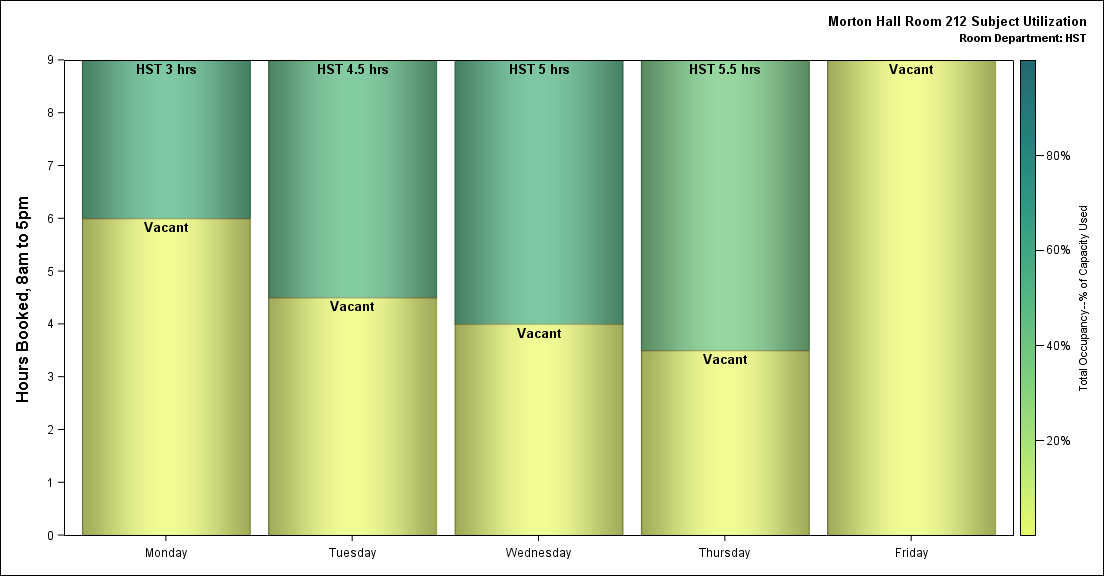 Morton Hall Room 212 Subject Utilization
Room Department: HST
Hours Booked, 8am to 5pm
9
8
7
6
5
4
3
2
1
0
HST 3 hrs
Vacant
HST 4.5 hrs
Vacant
HST 5 hrs
Vacant
HST 5.5 hrs
Vacant
Vacant
Monday
Tuesday
Wednesday
Thursday
Friday
80%
60%
40%
20%
Total Occupancy--% of Capacity Used